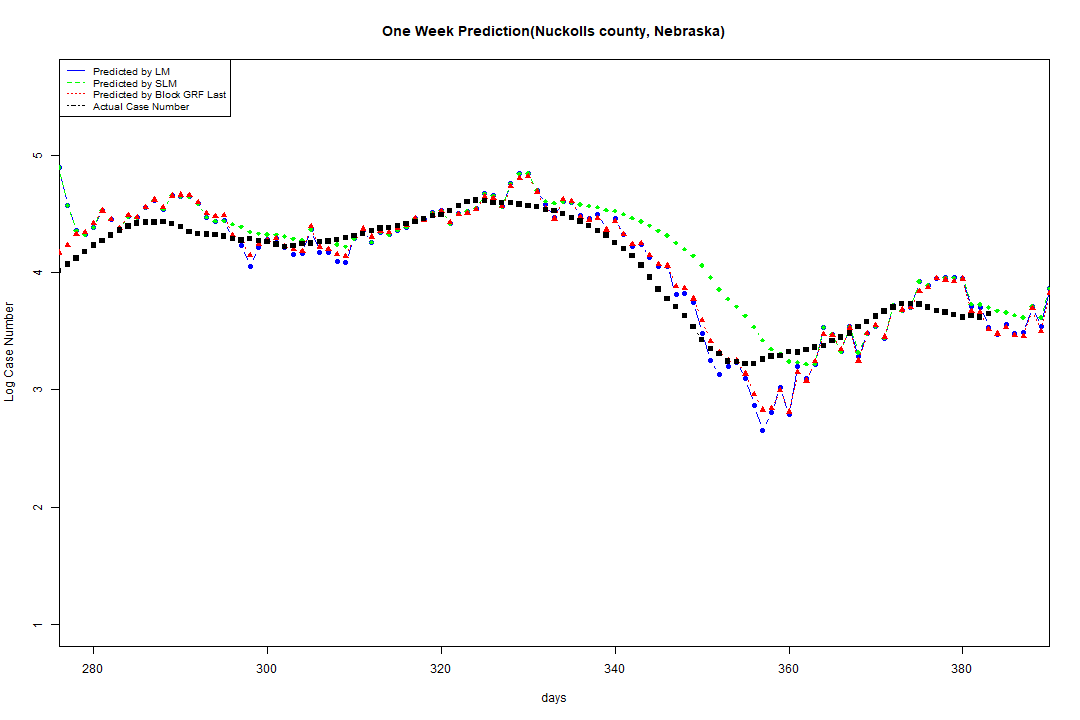 One Week Prediction(Nuckolls county, Nebraska)
Predicted by LM
Predicted by SLM
Predicted by Block GRF Last
Actual Case Number
5
4
3
2
1
Log Case Number
280 300 320 340 360 380
days